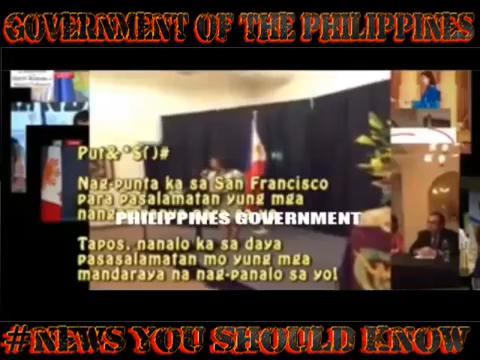 GOVERNMENT OF THE PHILIPPINES
Put&*$()#
Nag-punta ka sa San Francisco
para pasalamatan yung mga
nang
PHILIPPINES GOVERNMENT
Tapos, nanalo ka sa daya
pasasalamatan mo yung mga
mandaraya na nag-panalo sa yo!
#NEWS YOU SHOULD KNOW